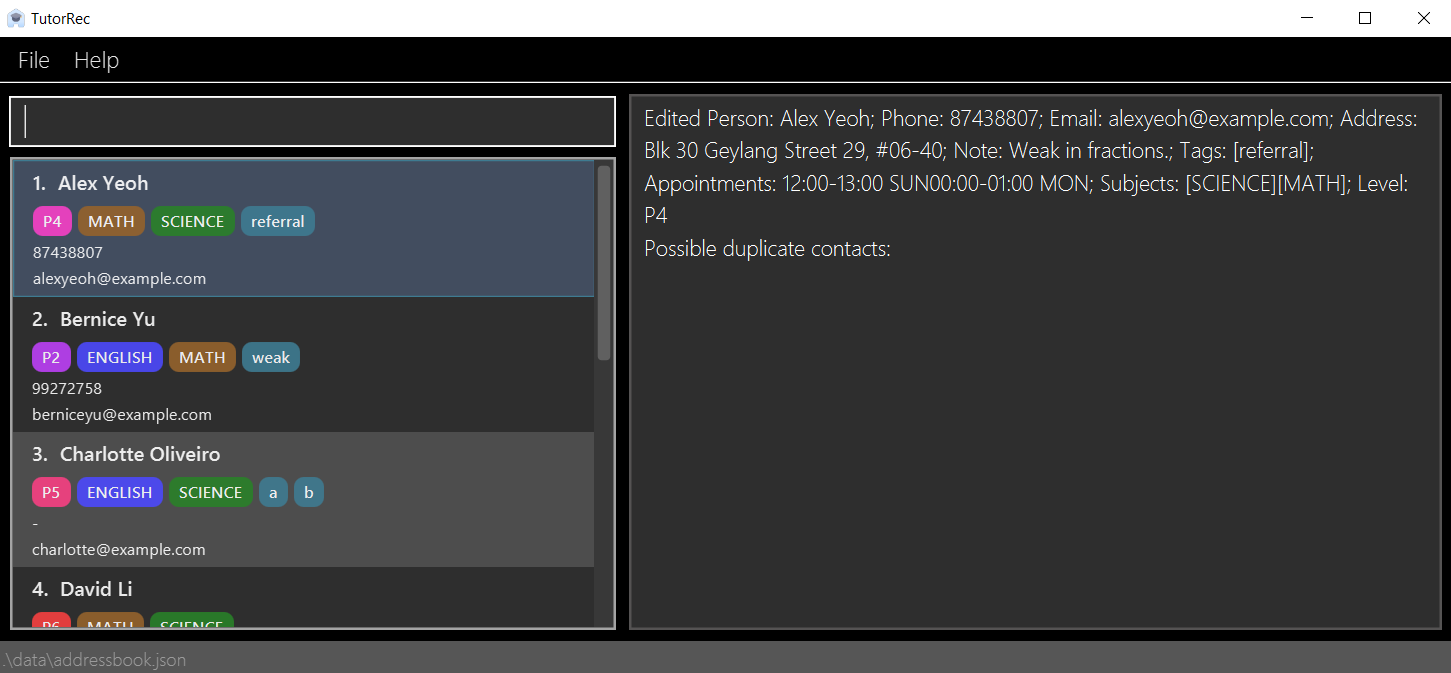 TutorRec
File Help
1. Alex Yeoh
P4 MATH SCIENCE referral
87438807
alexyeoh@example.com
2. Bernice Yu
P2 ENGLISH MATH weak
99272758
berniceyu@example.com
3. Charlotte Oliveiro
P5 ENGLISH SCIENCE a b
-
charlotte@example.com
4. David Li
P6 MATH SCIENCE
Edited Person: Alex Yeoh; Phone: 87438807; Email: alexyeoh@example.com; Address:
Blk 30 Geylang Street 29, #06-40; Note: Weak in fractions.; Tags: [referral];
Appointments: 12:00-13:00 SUN00:00-01:00 MON; Subjects: [SCIENCE][MATH]; Level:
P4
Possible duplicate contacts:
.\data\addressbook.json